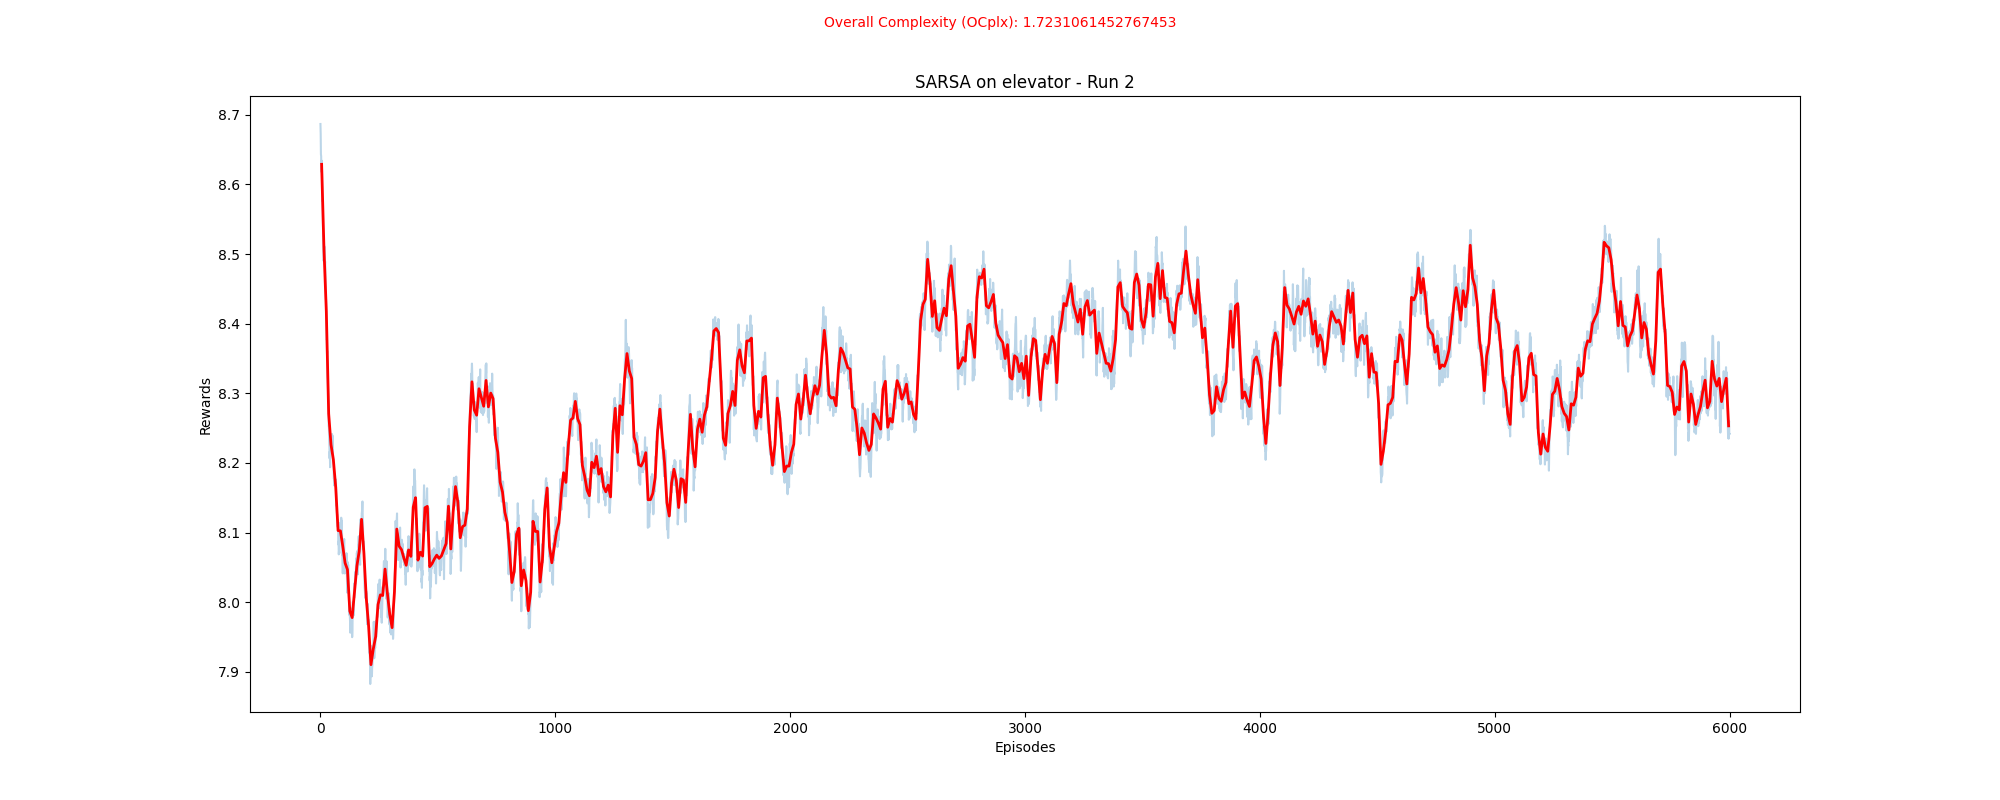 Overall Complexity (OCplx): 1.7231061452767453
SARSA on elevator - Run 2
8.7
8.6
8.5
8.4
8.3
8.2
8.1
8.0
7.9
Rewards
0 1000 2000 3000 4000 5000 6000
Episodes